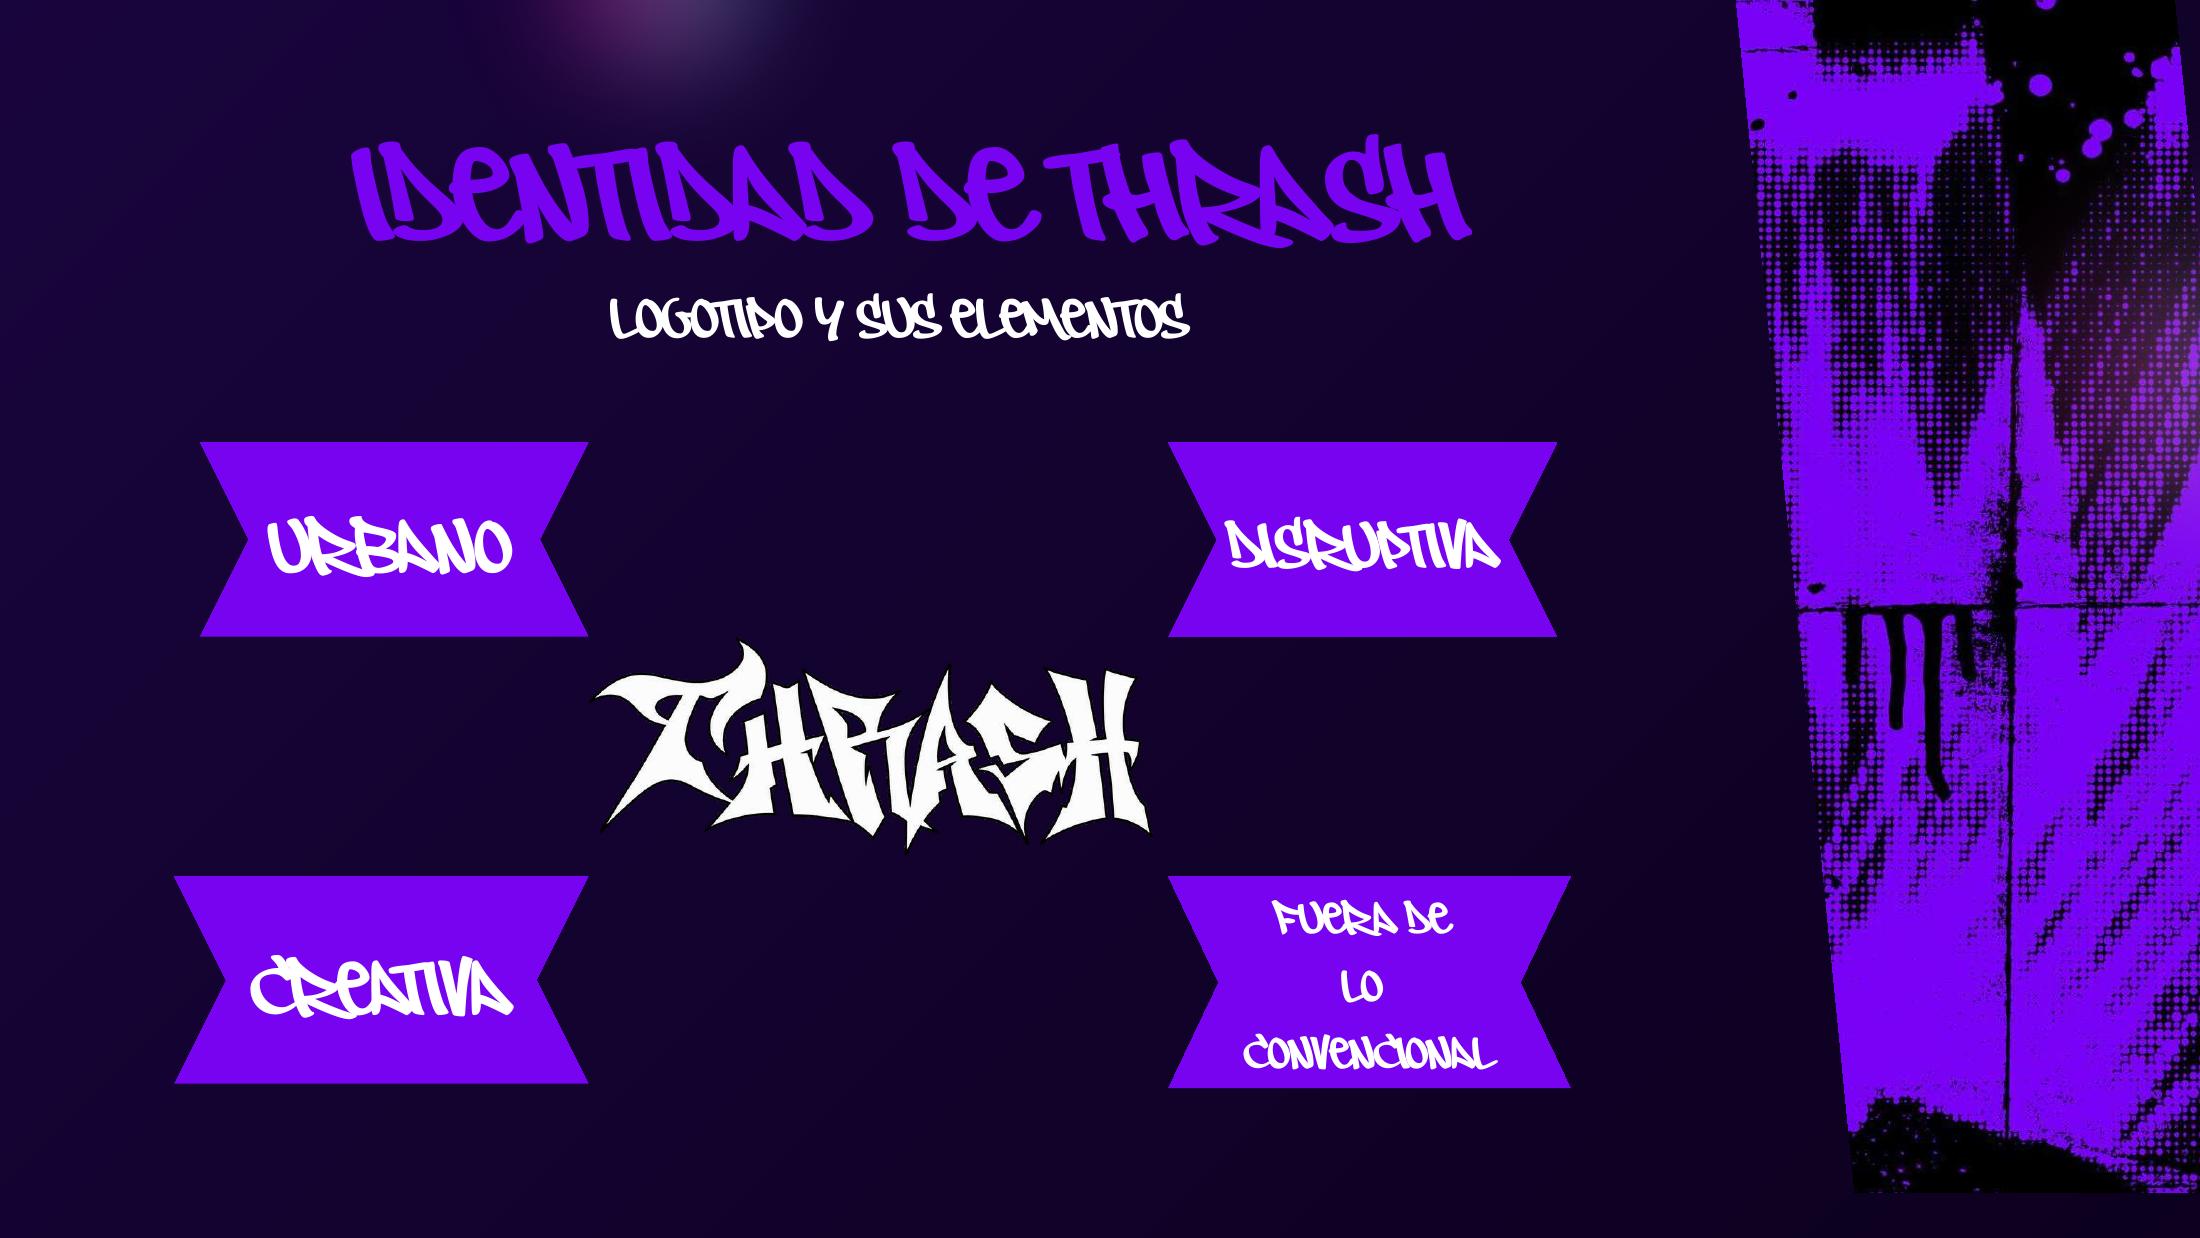 IDENTIDAD DE THRASH
LOGOTIPO Y SUS ELEMENTOS
URBANO
DISRUPTIVA
THRASH
CREATIVA
FUERA DE
LO
CONVENCIONAL